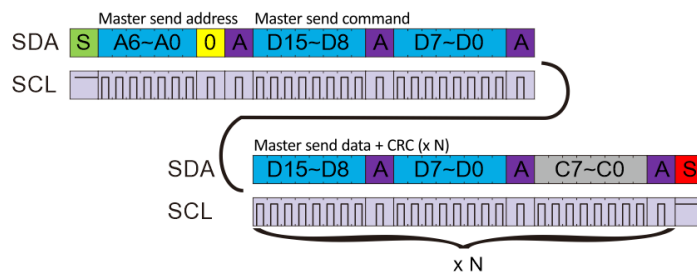 Master send address Master send command
SDA S A6~A0 0 A D15~D8 A D7~D0 A
SCL
Master send data + CRC (x N)
SDA D15~D8 A D7~D0 A C7~C0 A S
SCL
x N